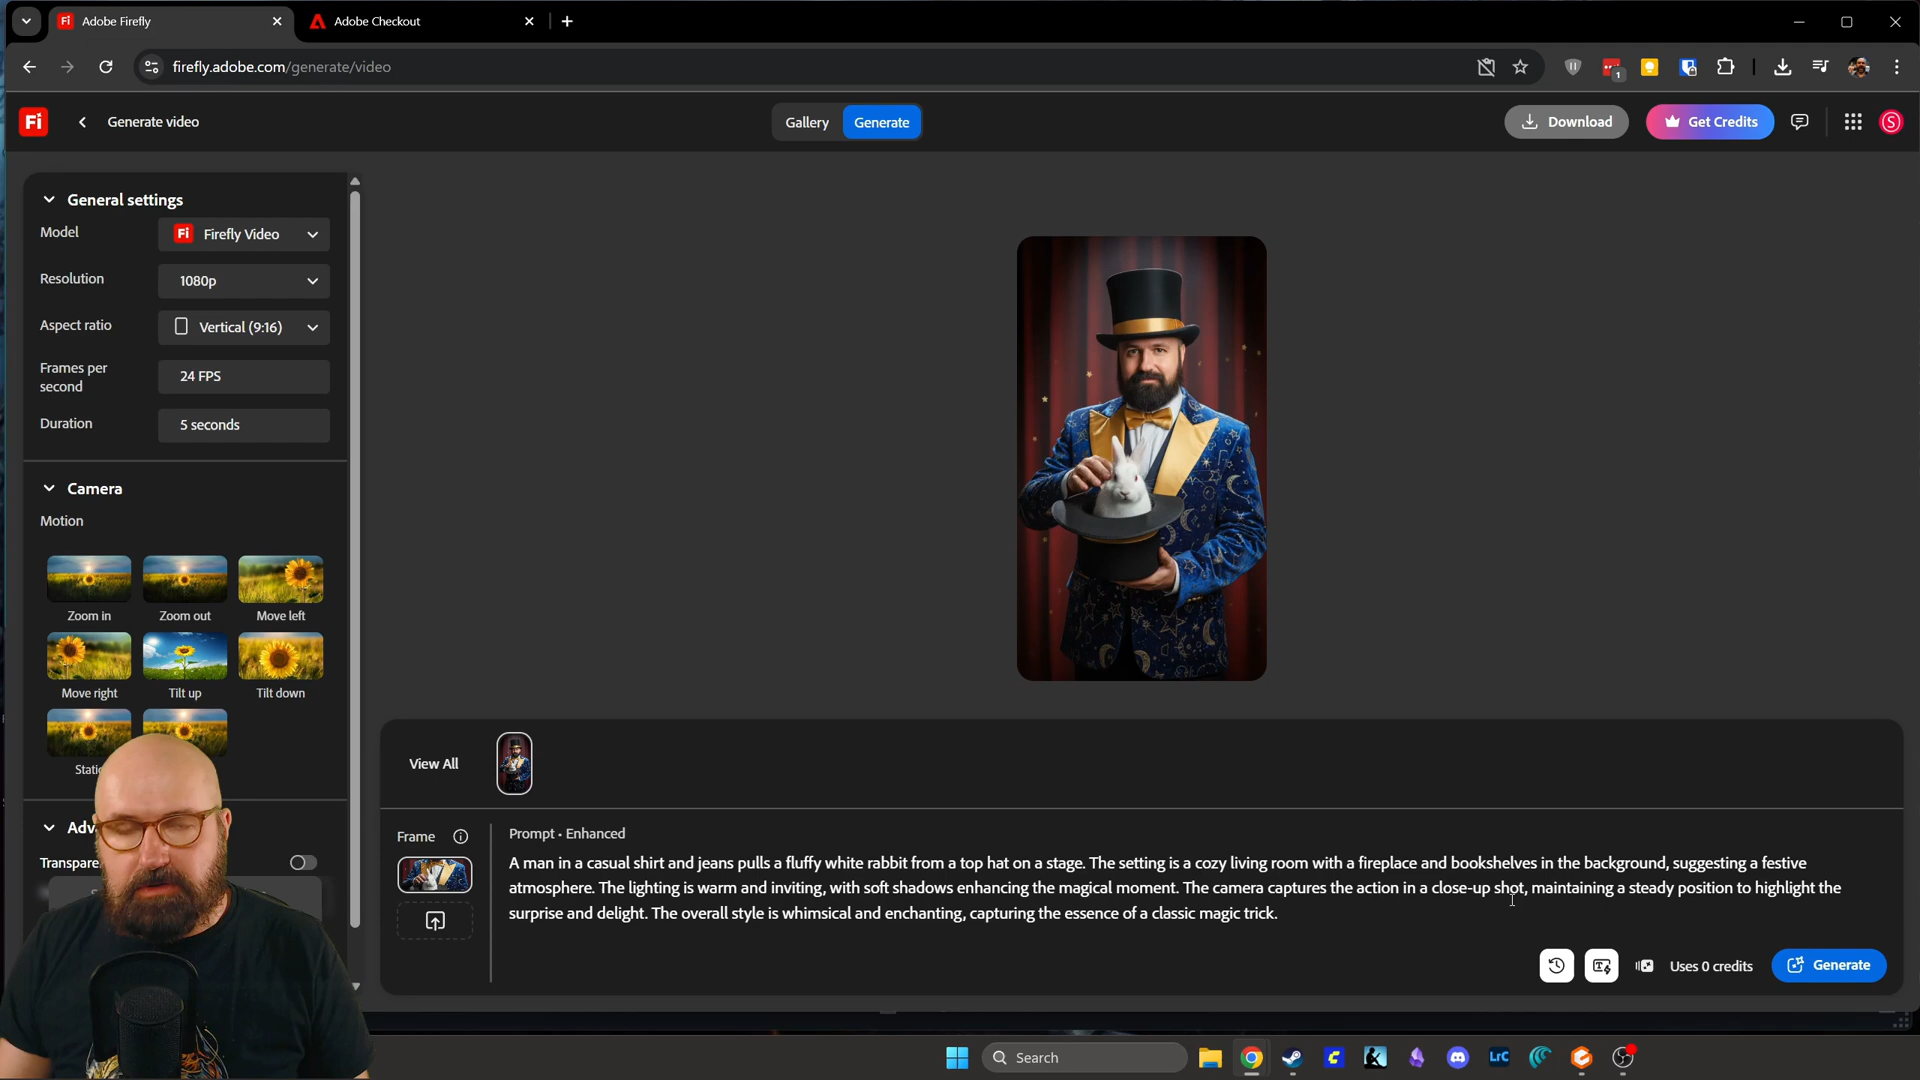 Fi Adobe Firefly
Adobe Checkout
firefly.adobe.com/generate/video
1
Fi
Generate video
Gallery
Generate
Download
Get Credits
S
General settings
Model
Fi Firefly Video
Resolution
1080p
Aspect ratio
Vertical (9:16)
Frames per
second
24 FPS
Duration
5 seconds
Camera
Motion
Zoom in
Zoom out
Move left
Move right
Tilt up
Tilt down
View All
Frame
Prompt • Enhanced
A man in a casual shirt and jeans pulls a fluffy white rabbit from a top hat on a stage. The setting is a cozy living room with a fireplace and bookshelves in the background, suggesting a festive
atmosphere. The lighting is warm and inviting, with soft shadows enhancing the magical moment. The camera captures the action in a close-up shot, maintaining a steady position to highlight the
surprise and delight. The overall style is whimsical and enchanting, capturing the essence of a classic magic trick.
Uses 0 credits
Generate
Search
LrC